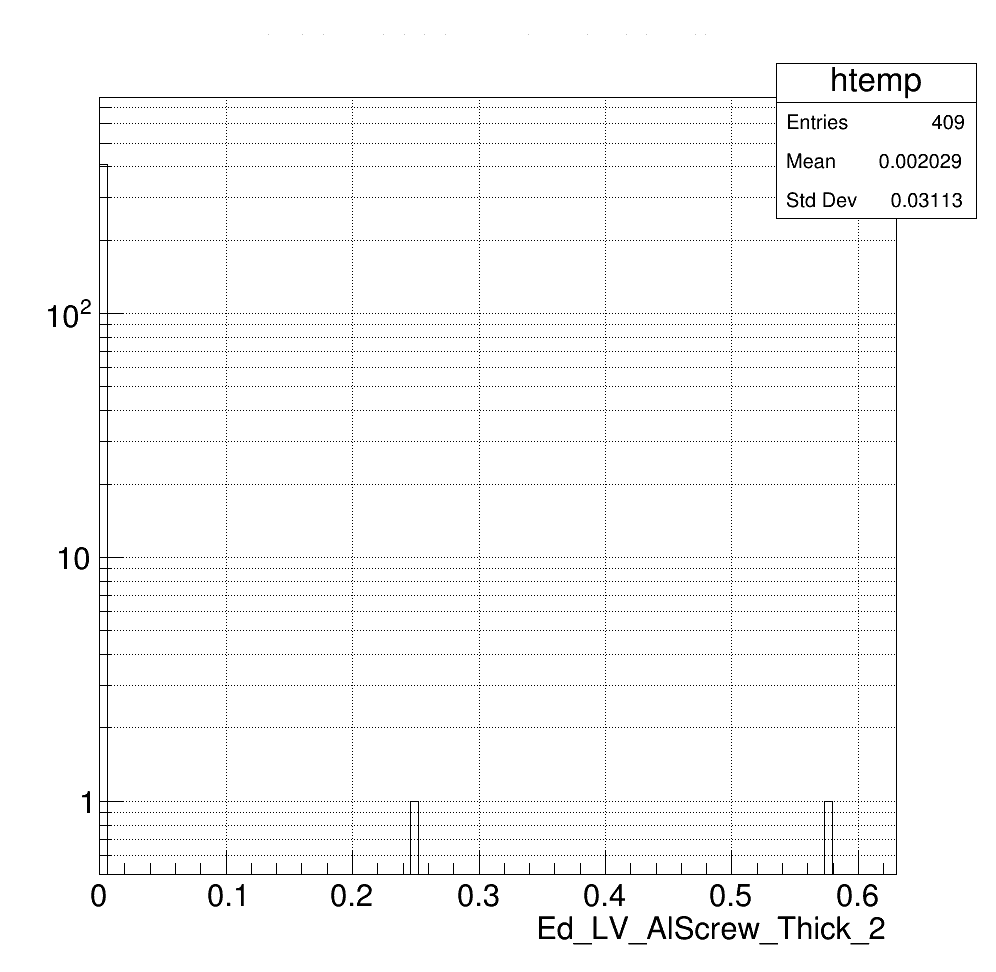 htemp
Entries 409
Mean 0.002029
Std Dev 0.03113
10²
10
1
0 0.1 0.2 0.3 0.4 0.5 0.6
Ed_LV_AlScrew_Thick_2